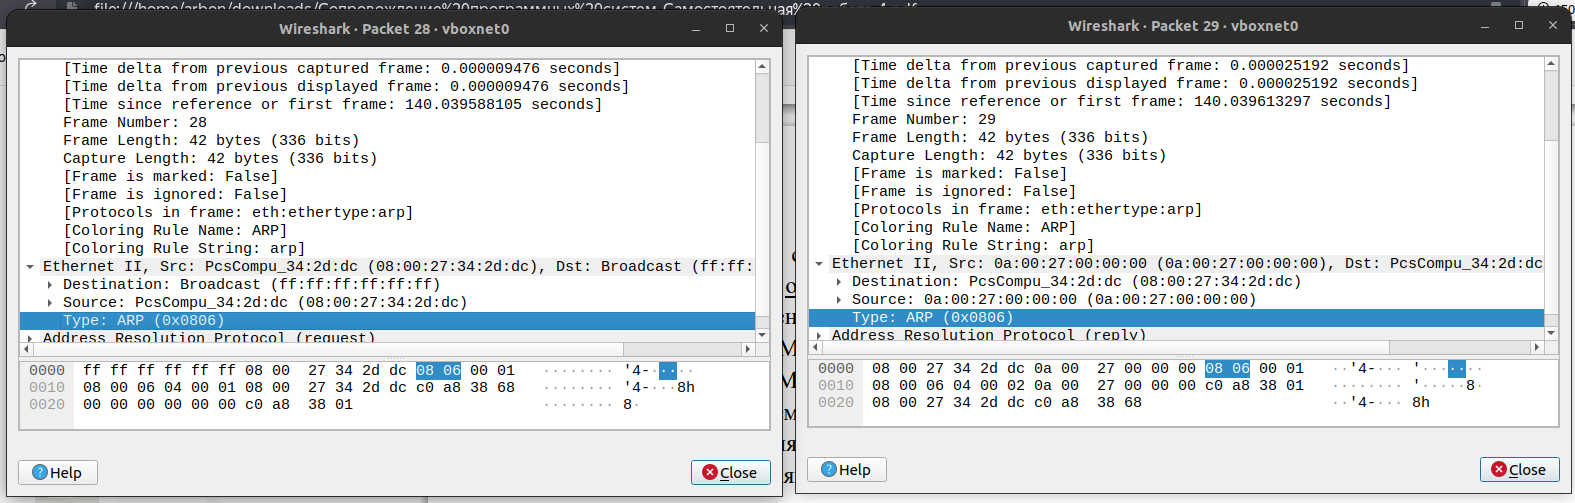 Wireshark · Packet 28 · vboxnet0
[Time delta from previous captured frame: 0.000009476 seconds]
[Time delta from previous displayed frame: 0.000009476 seconds]
[Time since reference or first frame: 140.039588105 seconds]
Frame Number: 28
Frame Length: 42 bytes (336 bits)
Capture Length: 42 bytes (336 bits)
[Frame is marked: False]
[Frame is ignored: False]
[Protocols in frame: eth:ethertype:arp]
[Coloring Rule Name: ARP]
[Coloring Rule String: arp]
Ethernet II, Src: PcsCompu_34:2d:dc (08:00:27:34:2d:dc), Dst: Broadcast (ff:ff:
Destination: Broadcast (ff:ff:ff:ff:ff:ff)
Source: PcsCompu_34:2d:dc (08:00:27:34:2d:dc)
Type: ARP (0x0806)
Address Resolution Protocol (request)
0000 ff ff ff ff ff ff 08 00 27 34 2d dc 08 06 00 01 ········ '4-·····
0010 08 00 06 04 00 01 08 00 27 34 2d dc c0 a8 38 68 ········ '4-···8h
0020 00 00 00 00 00 00 c0 a8 38 01 ········ 8·
Help
Close
Wireshark · Packet 29 · vboxnet0
[Time delta from previous captured frame: 0.000025192 seconds]
[Time delta from previous displayed frame: 0.000025192 seconds]
[Time since reference or first frame: 140.039613297 seconds]
Frame Number: 29
Frame Length: 42 bytes (336 bits)
Capture Length: 42 bytes (336 bits)
[Frame is marked: False]
[Frame is ignored: False]
[Protocols in frame: eth:ethertype:arp]
[Coloring Rule Name: ARP]
[Coloring Rule String: arp]
Ethernet II, Src: 0a:00:27:00:00:00 (0a:00:27:00:00:00), Dst: PcsCompu_34:2d:dc
Destination: PcsCompu_34:2d:dc (08:00:27:34:2d:dc)
Source: 0a:00:27:00:00:00 (0a:00:27:00:00:00)
Type: ARP (0x0806)
Address Resolution Protocol (reply)
0000 08 00 27 34 2d dc 0a 00 27 00 00 00 08 06 00 01 ··'4-··· '·······
0010 08 00 06 04 00 02 0a 00 27 00 00 00 c0 a8 38 01 ········ '·····8·
0020 08 00 27 34 2d dc c0 a8 38 68 ··'4-··· 8h
Help
Close